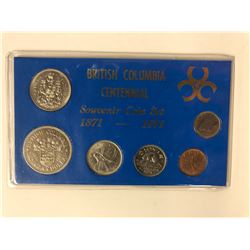 BRITISH COLUMBIA
CENTENNIAL
Souvenir Coin Set
1871 — 1971